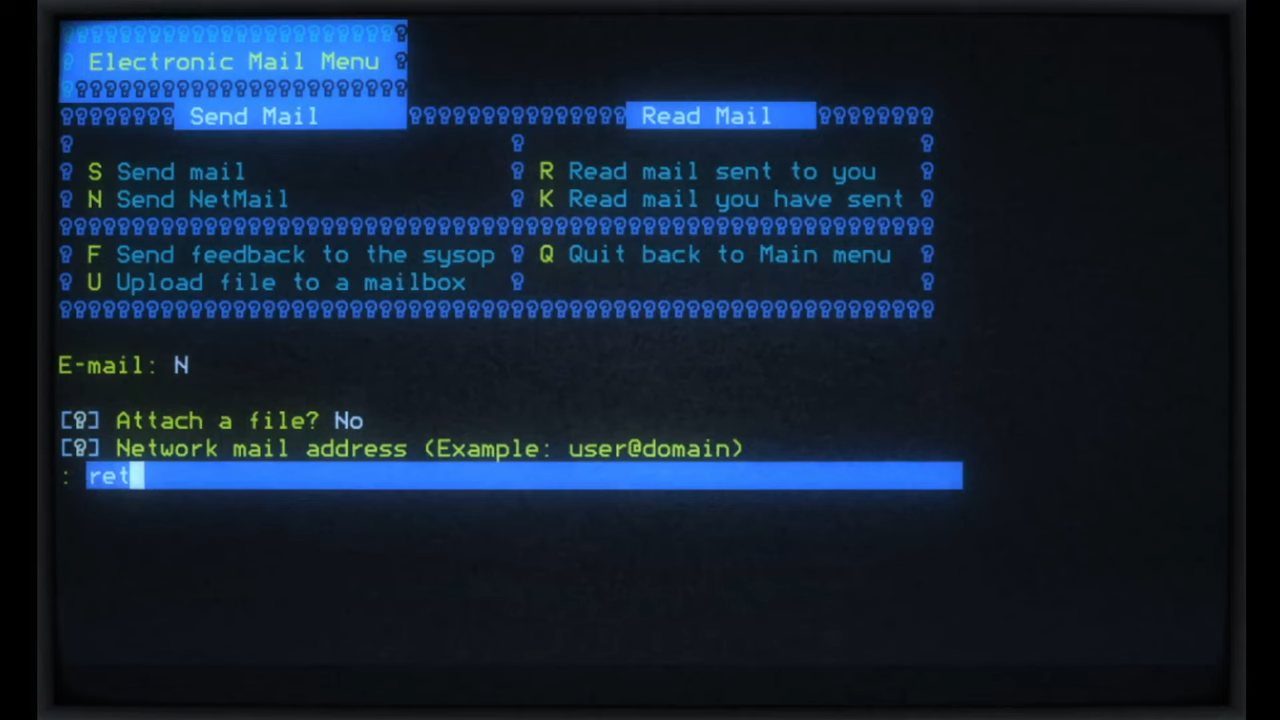 Electronic Mail Menu
Send Mail Read Mail
S Send mail R Read mail sent to you
N Send NetMail K Read mail you have sent
F Send feedback to the sysop Q Quit back to Main menu
U Upload file to a mailbox
E-mail: N
[?] Attach a file? No
[?] Network mail address (Example: user@domain)
: ret